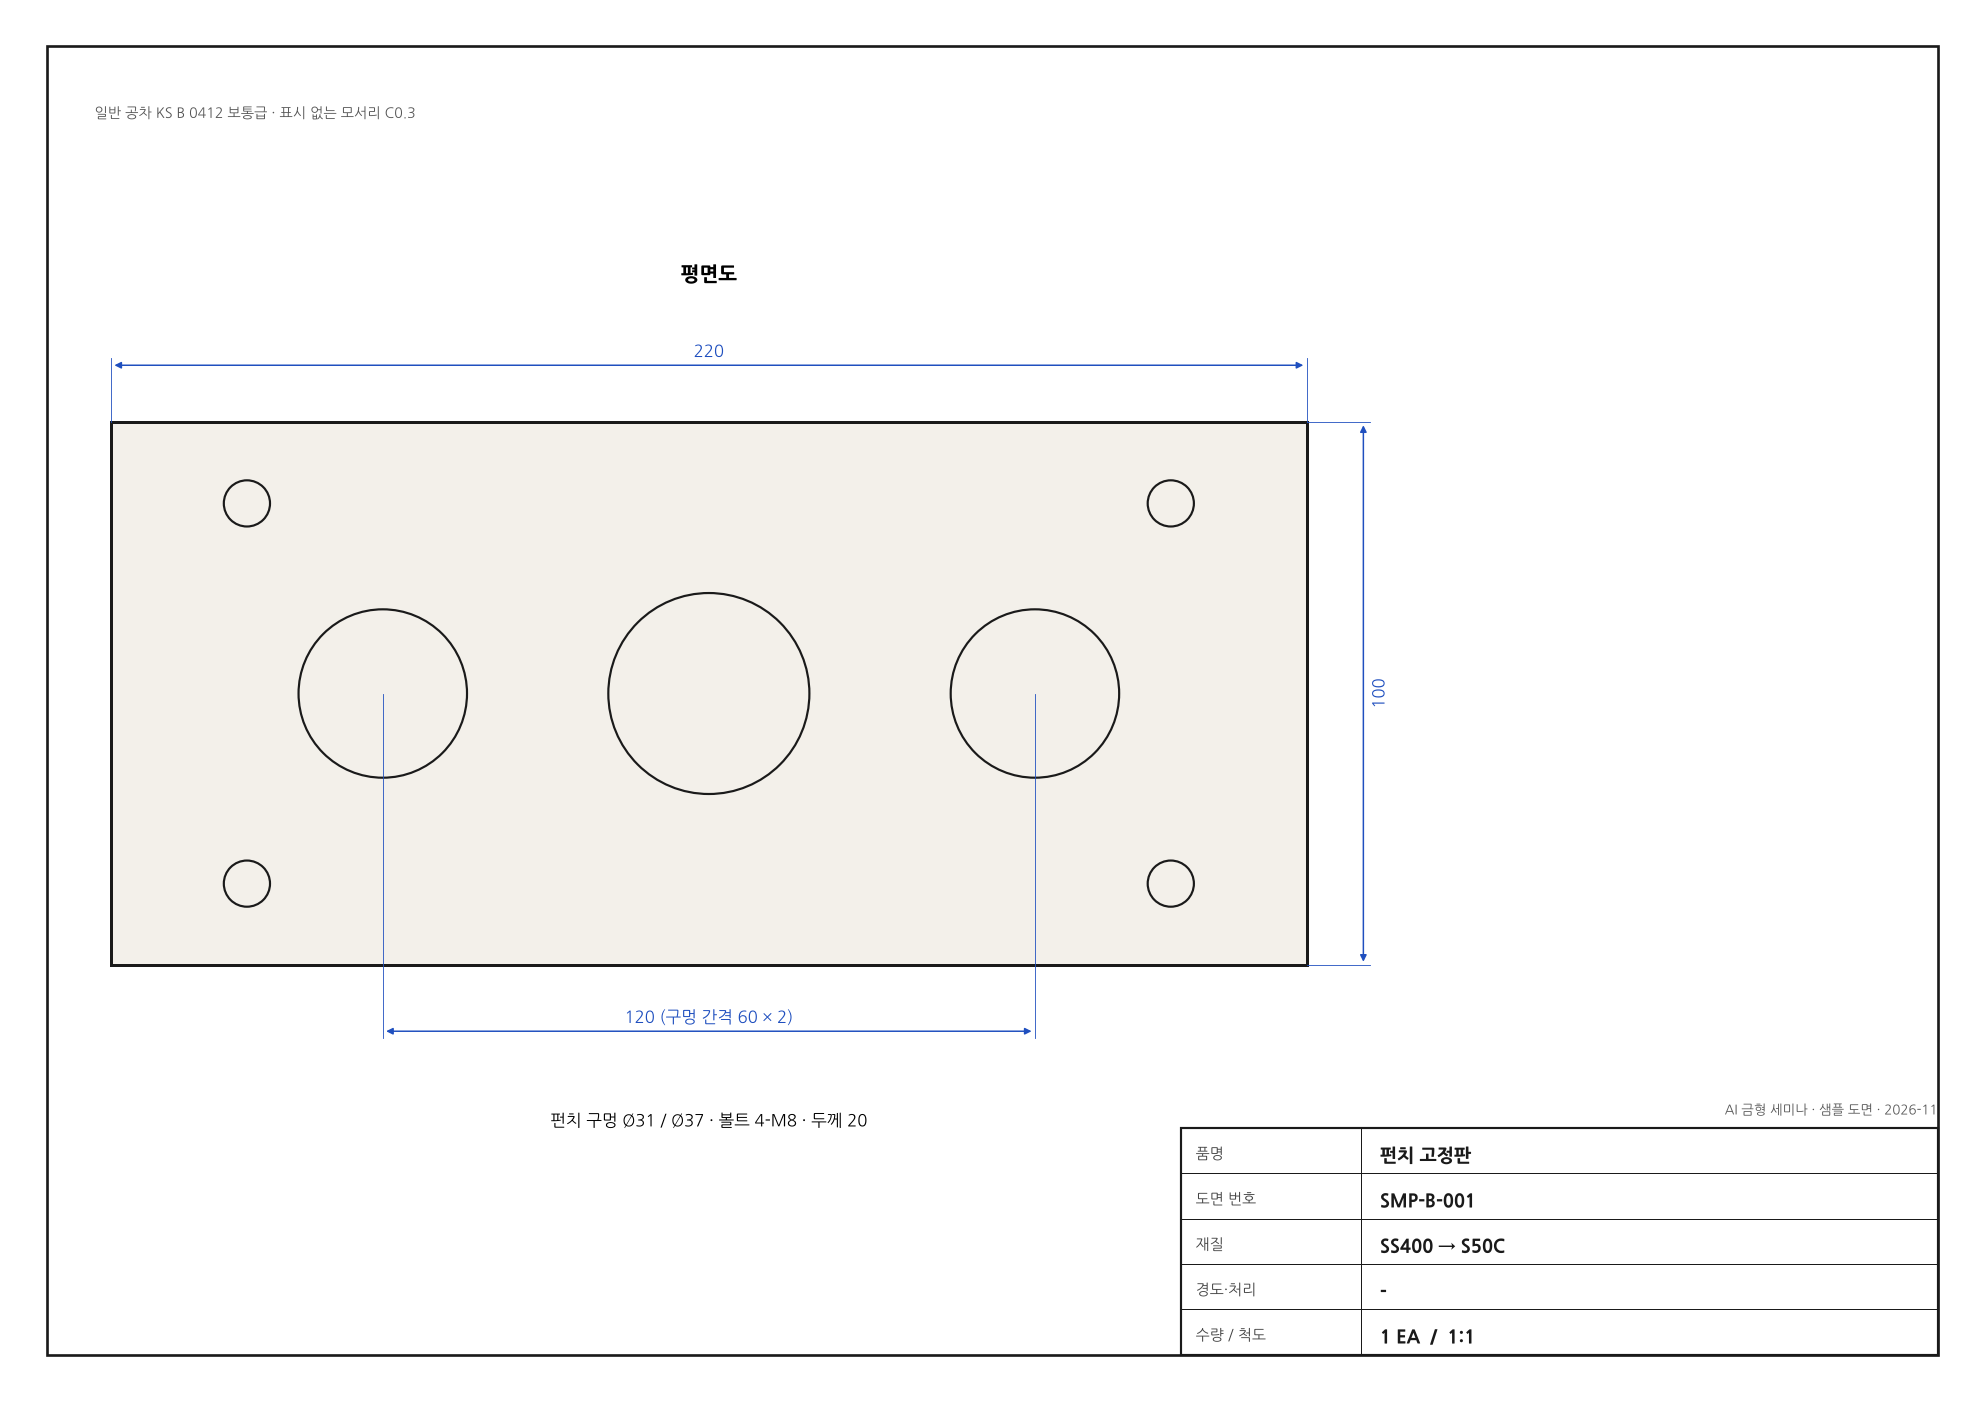 일반 공차 KS B 0412 보통급 · 표시 없는 모서리 C0.3
평면도
220
100
120 (구멍 간격 60 × 2)
펀치 구멍 Ø31 / Ø37 · 볼트 4-M8 · 두께 20
AI 금형 세미나 · 샘플 도면 · 2026-11
품명 펀치 고정판
도면 번호 SMP-B-001
재질 SS400 → S50C
경도·처리 -
수량 / 척도 1 EA / 1:1